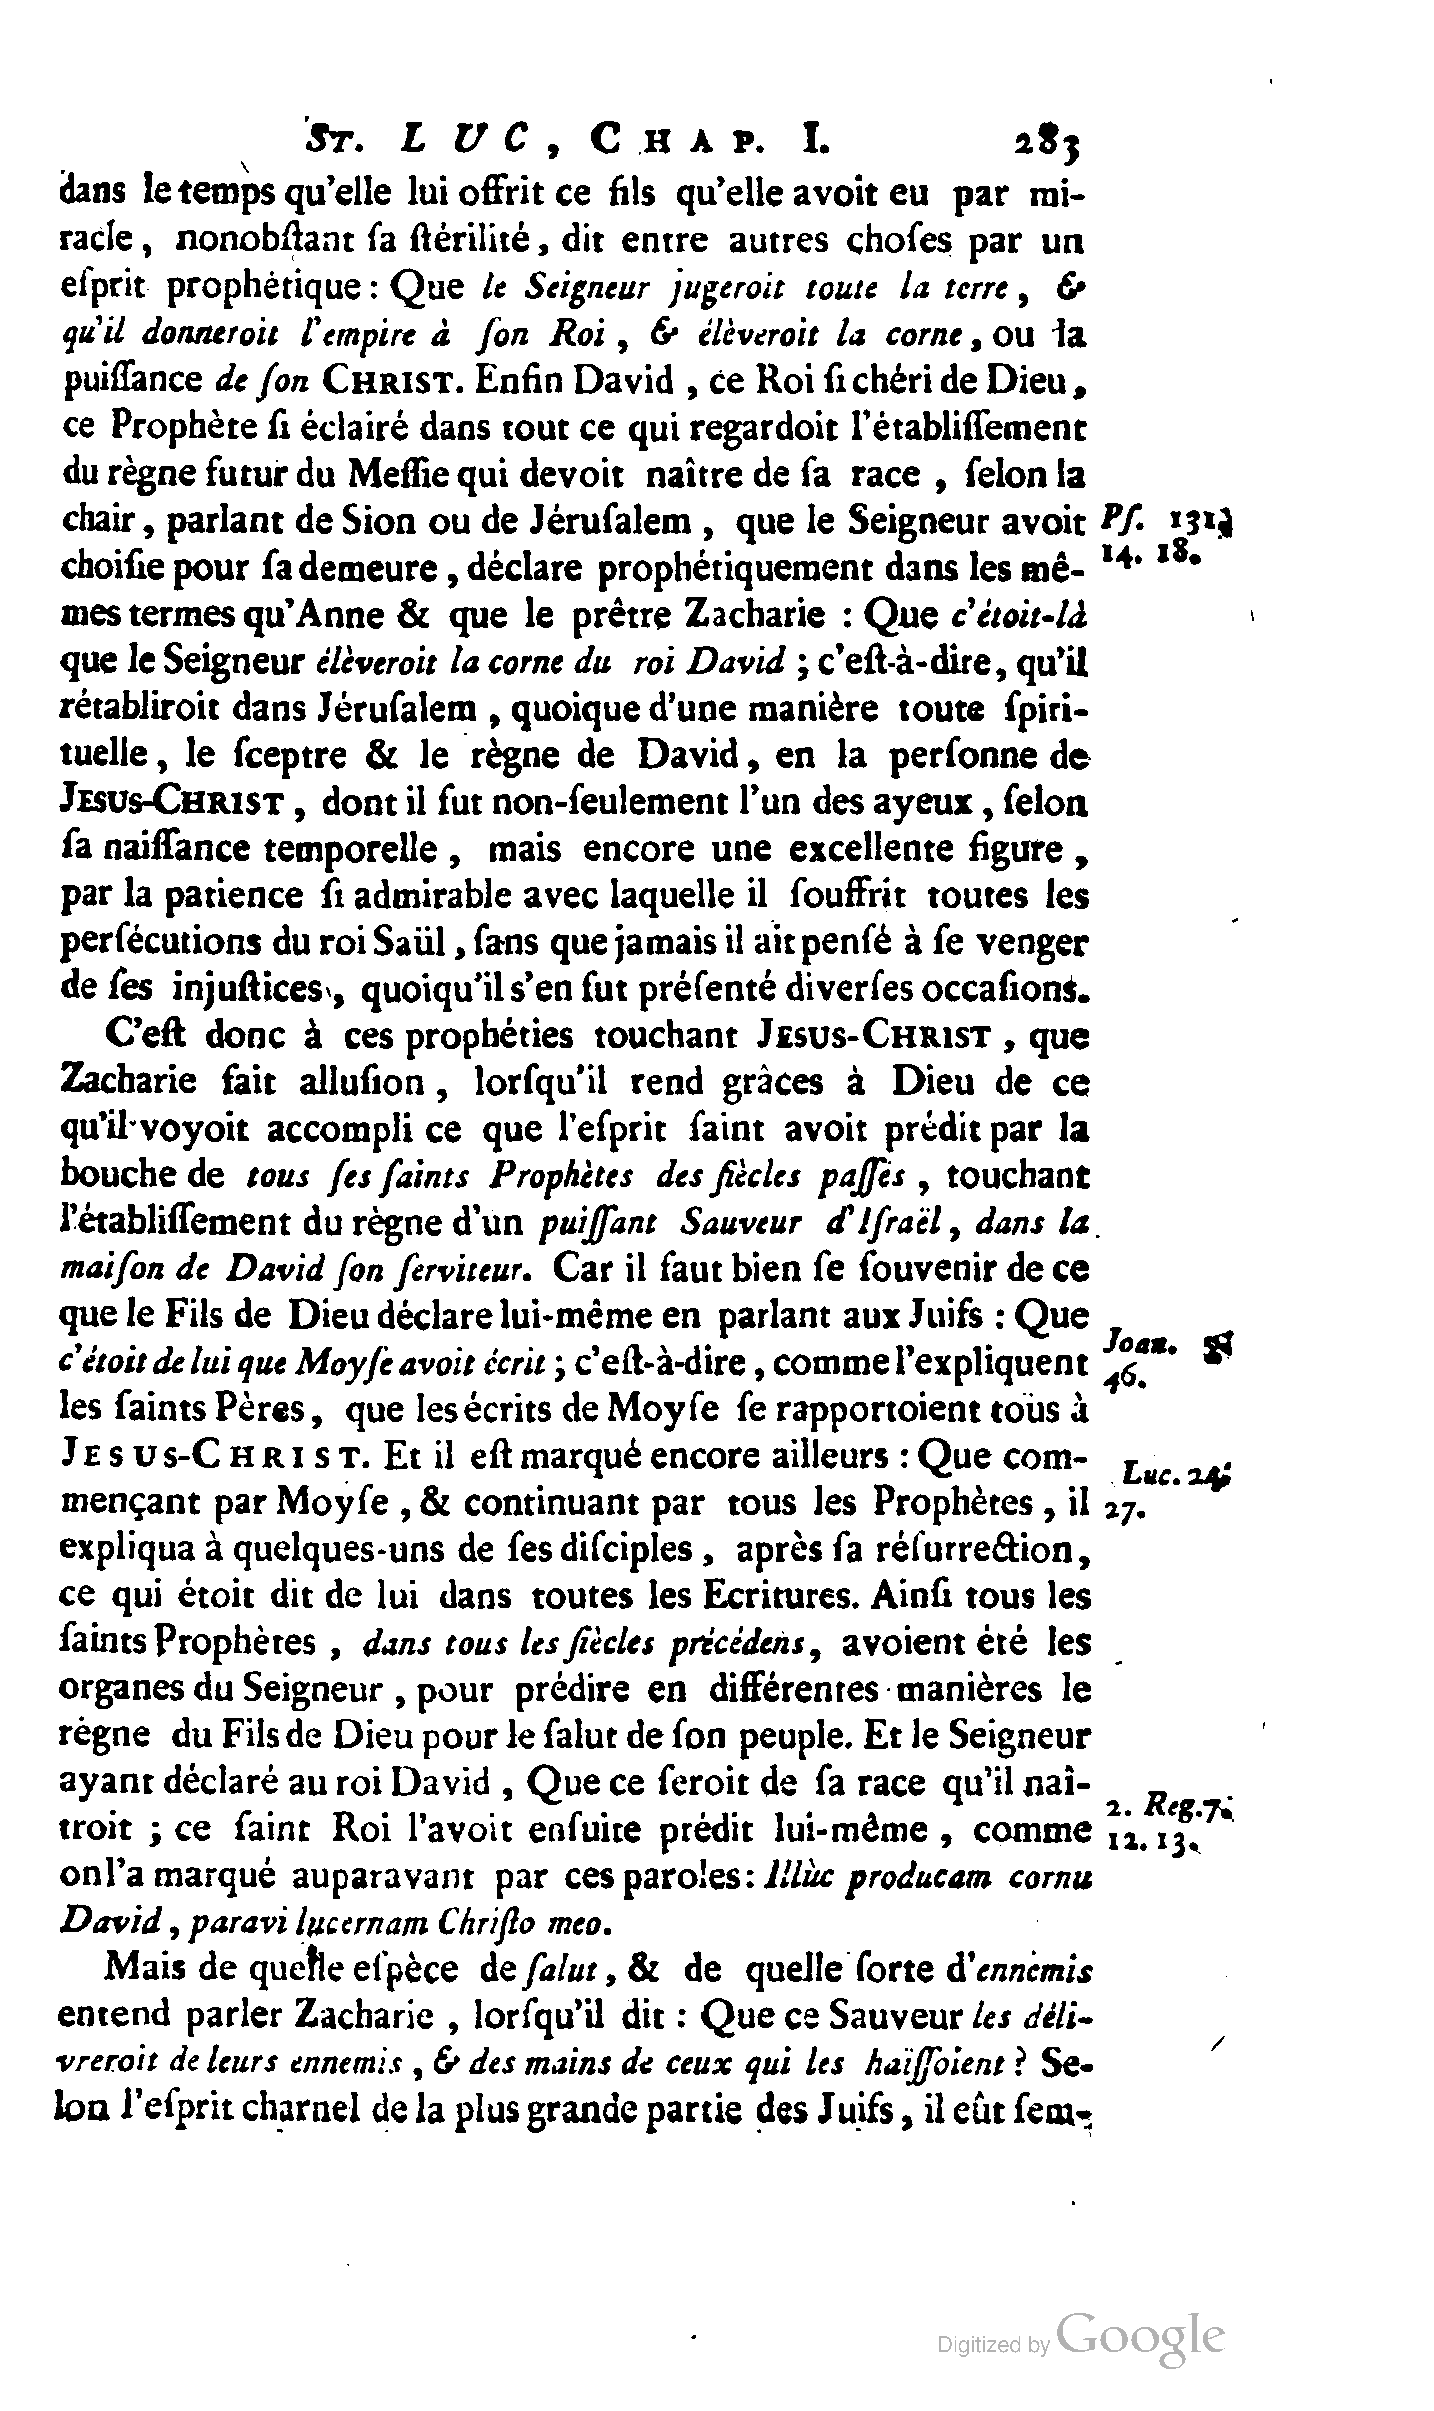 ST. LUC, CHAP. I. 283
dans le temps qu'elle lui offrit ce fils qu'elle avoit eu par mi-
racle, nonobſtant ſa ſtérilité, dit entre autres choſes par un
eſprit prophétique : Que le Seigneur jugeroit toute la terre, &
qu'il donneroit l'empire à ſon Roi, & élèveroit la corne, ou la
puiſſance de ſon CHRIST. Enfin David, ce Roi ſi chéri de Dieu,
ce Prophète ſi éclairé dans tout ce qui regardoit l'établiſſement
du règne futur du Meſſie qui devoit naître de ſa race, ſelon la
chair, parlant de Sion ou de Jéruſalem, que le Seigneur avoit
Pſ. 131.
choiſie pour ſa demeure, déclare prophétiquement dans les mê-
14. 18.
mes termes qu'Anne & que le prêtre Zacharie : Que c'étoit-là
que le Seigneur élèveroit la corne du roi David ; c'eſt-à-dire, qu'il
rétabliroit dans Jéruſalem, quoique d'une manière toute ſpiri-
tuelle, le ſceptre & le règne de David, en la perſonne de
JESUS-CHRIST, dont il fut non-ſeulement l'un des ayeux, ſelon
ſa naiſſance temporelle, mais encore une excellente figure,
par la patience ſi admirable avec laquelle il ſouffrit toutes les
perſécutions du roi Saül, ſans que jamais il ait penſé à ſe venger
de ſes injuſtices, quoiqu'il s'en fut préſenté diverſes occaſions.
C'eſt donc à ces prophéties touchant JESUS-CHRIST, que
Zacharie fait alluſion, lorſqu'il rend grâces à Dieu de ce
qu'il voyoit accompli ce que l'eſprit ſaint avoit prédit par la
bouche de tous ſes ſaints Prophètes des ſiècles paſſés, touchant
l'établiſſement du règne d'un puiſſant Sauveur d'Iſraël, dans la
maiſon de David ſon ſerviteur. Car il faut bien ſe ſouvenir de ce
que le Fils de Dieu déclare lui-même en parlant aux Juifs : Que
c'étoit de lui que Moyſe avoit écrit ; c'eſt-à-dire, comme l'expliquent
Joan.
46.
les ſaints Pères, que les écrits de Moyſe ſe rapportoient tous à
JESUS-CHRIST. Et il eſt marqué encore ailleurs : Que com-
Luc. 24.
mençant par Moyſe, & continuant par tous les Prophètes, il
27.
expliqua à quelques-uns de ſes diſciples, après ſa réſurrection,
ce qui étoit dit de lui dans toutes les Ecritures. Ainſi tous les
ſaints Prophètes, dans tous les ſiècles précédens, avoient été les
organes du Seigneur, pour prédire en différentes manières le
règne du Fils de Dieu pour le ſalut de ſon peuple. Et le Seigneur
ayant déclaré au roi David, Que ce ſeroit de ſa race qu'il naî-
2. Reg. 7.
troit ; ce ſaint Roi l'avoit enſuite prédit lui-même, comme
12. 13.
on l'a marqué auparavant par ces paroles : Illùc producam cornu
David, paravi lucernam Chriſto meo.
Mais de quelle eſpèce de ſalut, & de quelle ſorte d'ennemis
entend parler Zacharie, lorſqu'il dit : Que ce Sauveur les déli-
vreroit de leurs ennemis, & des mains de ceux qui les haïſſoient ? Se-
lon l'eſprit charnel de la plus grande partie des Juifs, il eût ſem-
Digitized by Google